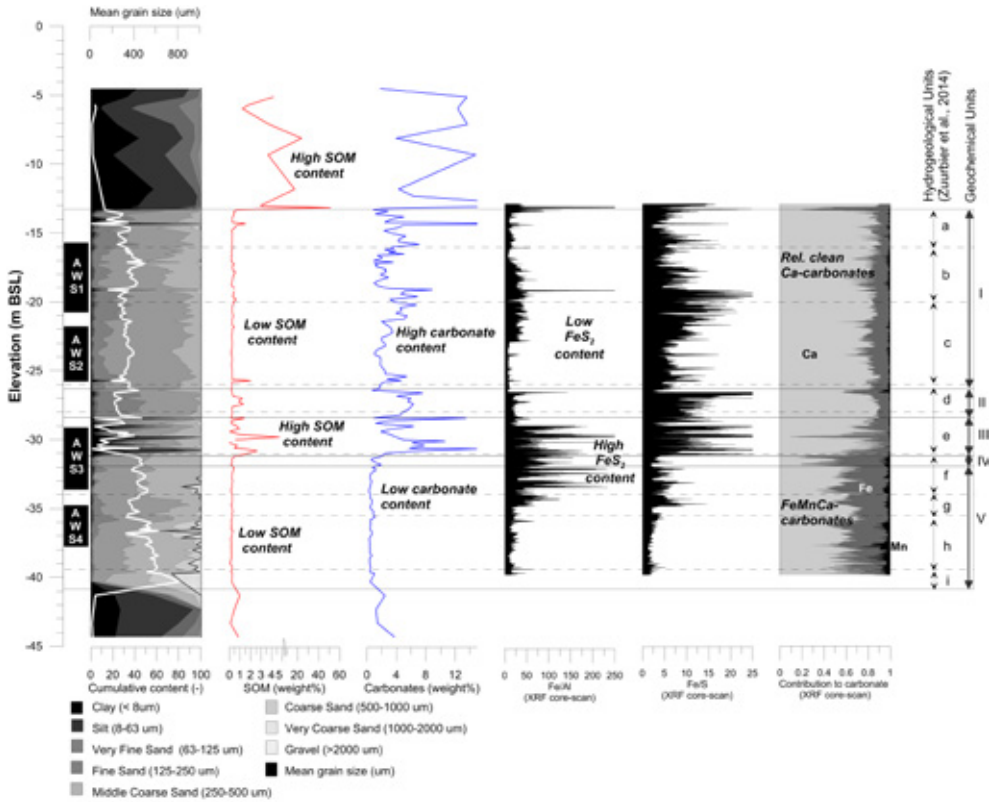 Mean grain size (um)
0 400 800
Elevation (m BSL)
0
-5
-10
-15
-20
-25
-30
-35
-40
-45
AWS1
AWS2
AWS3
AWS4
High SOM content
Low SOM content
High SOM content
Low SOM content
High carbonate content
Low carbonate content
Low FeS2 content
High FeS2 content
Rel. clean Ca-carbonates
Ca
Fe
FeMnCa-carbonates
Mn
Hydrogeological Units (Zuurbier et al., 2014)
Geochemical Units
a
b
c
d
e
f
g
h
i
I
II
III
IV
V
0 20 40 60 80 100
Cumulative content (-)
0 1 2 3 4 5 40 50 60
SOM (weight%)
0 4 8 12
Carbonates (weight%)
0 50 100 150 200 250
Fe/Al
(XRF core-scan)
0 5 10 15 20 25
Fe/S
(XRF core-scan)
0 0.2 0.4 0.6 0.8 1
Contribution to carbonate
(XRF core-scan)
Clay (< 8um)
Silt (8-63 um)
Very Fine Sand (63-125 um)
Fine Sand (125-250 um)
Middle Coarse Sand (250-500 um)
Coarse Sand (500-1000 um)
Very Coarse Sand (1000-2000 um)
Gravel (>2000 um)
Mean grain size (um)